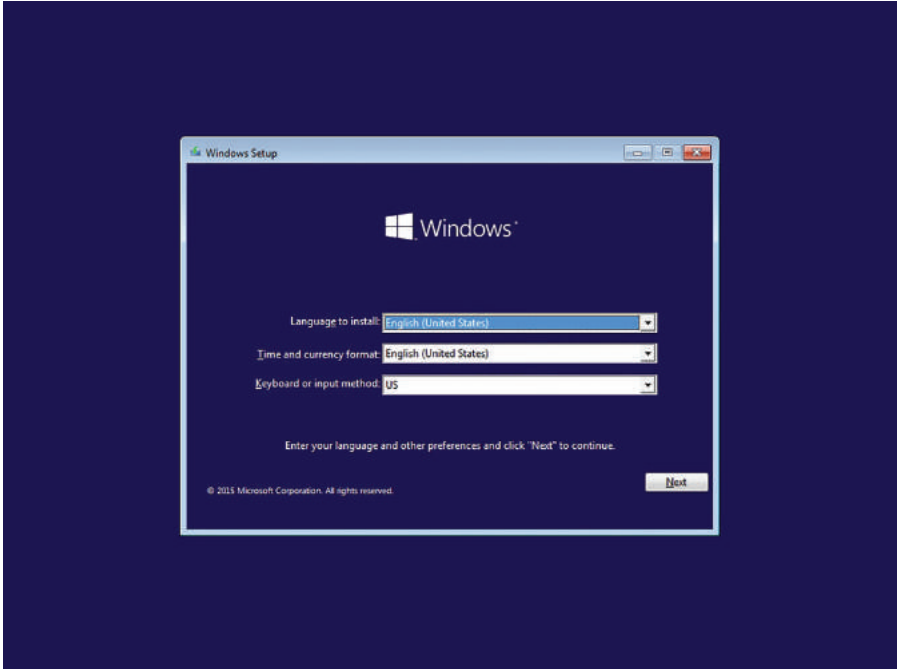 Windows Setup
Windows
Language to install: English (United States)
Time and currency format: English (United States)
Keyboard or input method: US
Enter your language and other preferences and click "Next" to continue.
© 2015 Microsoft Corporation. All rights reserved.
Next